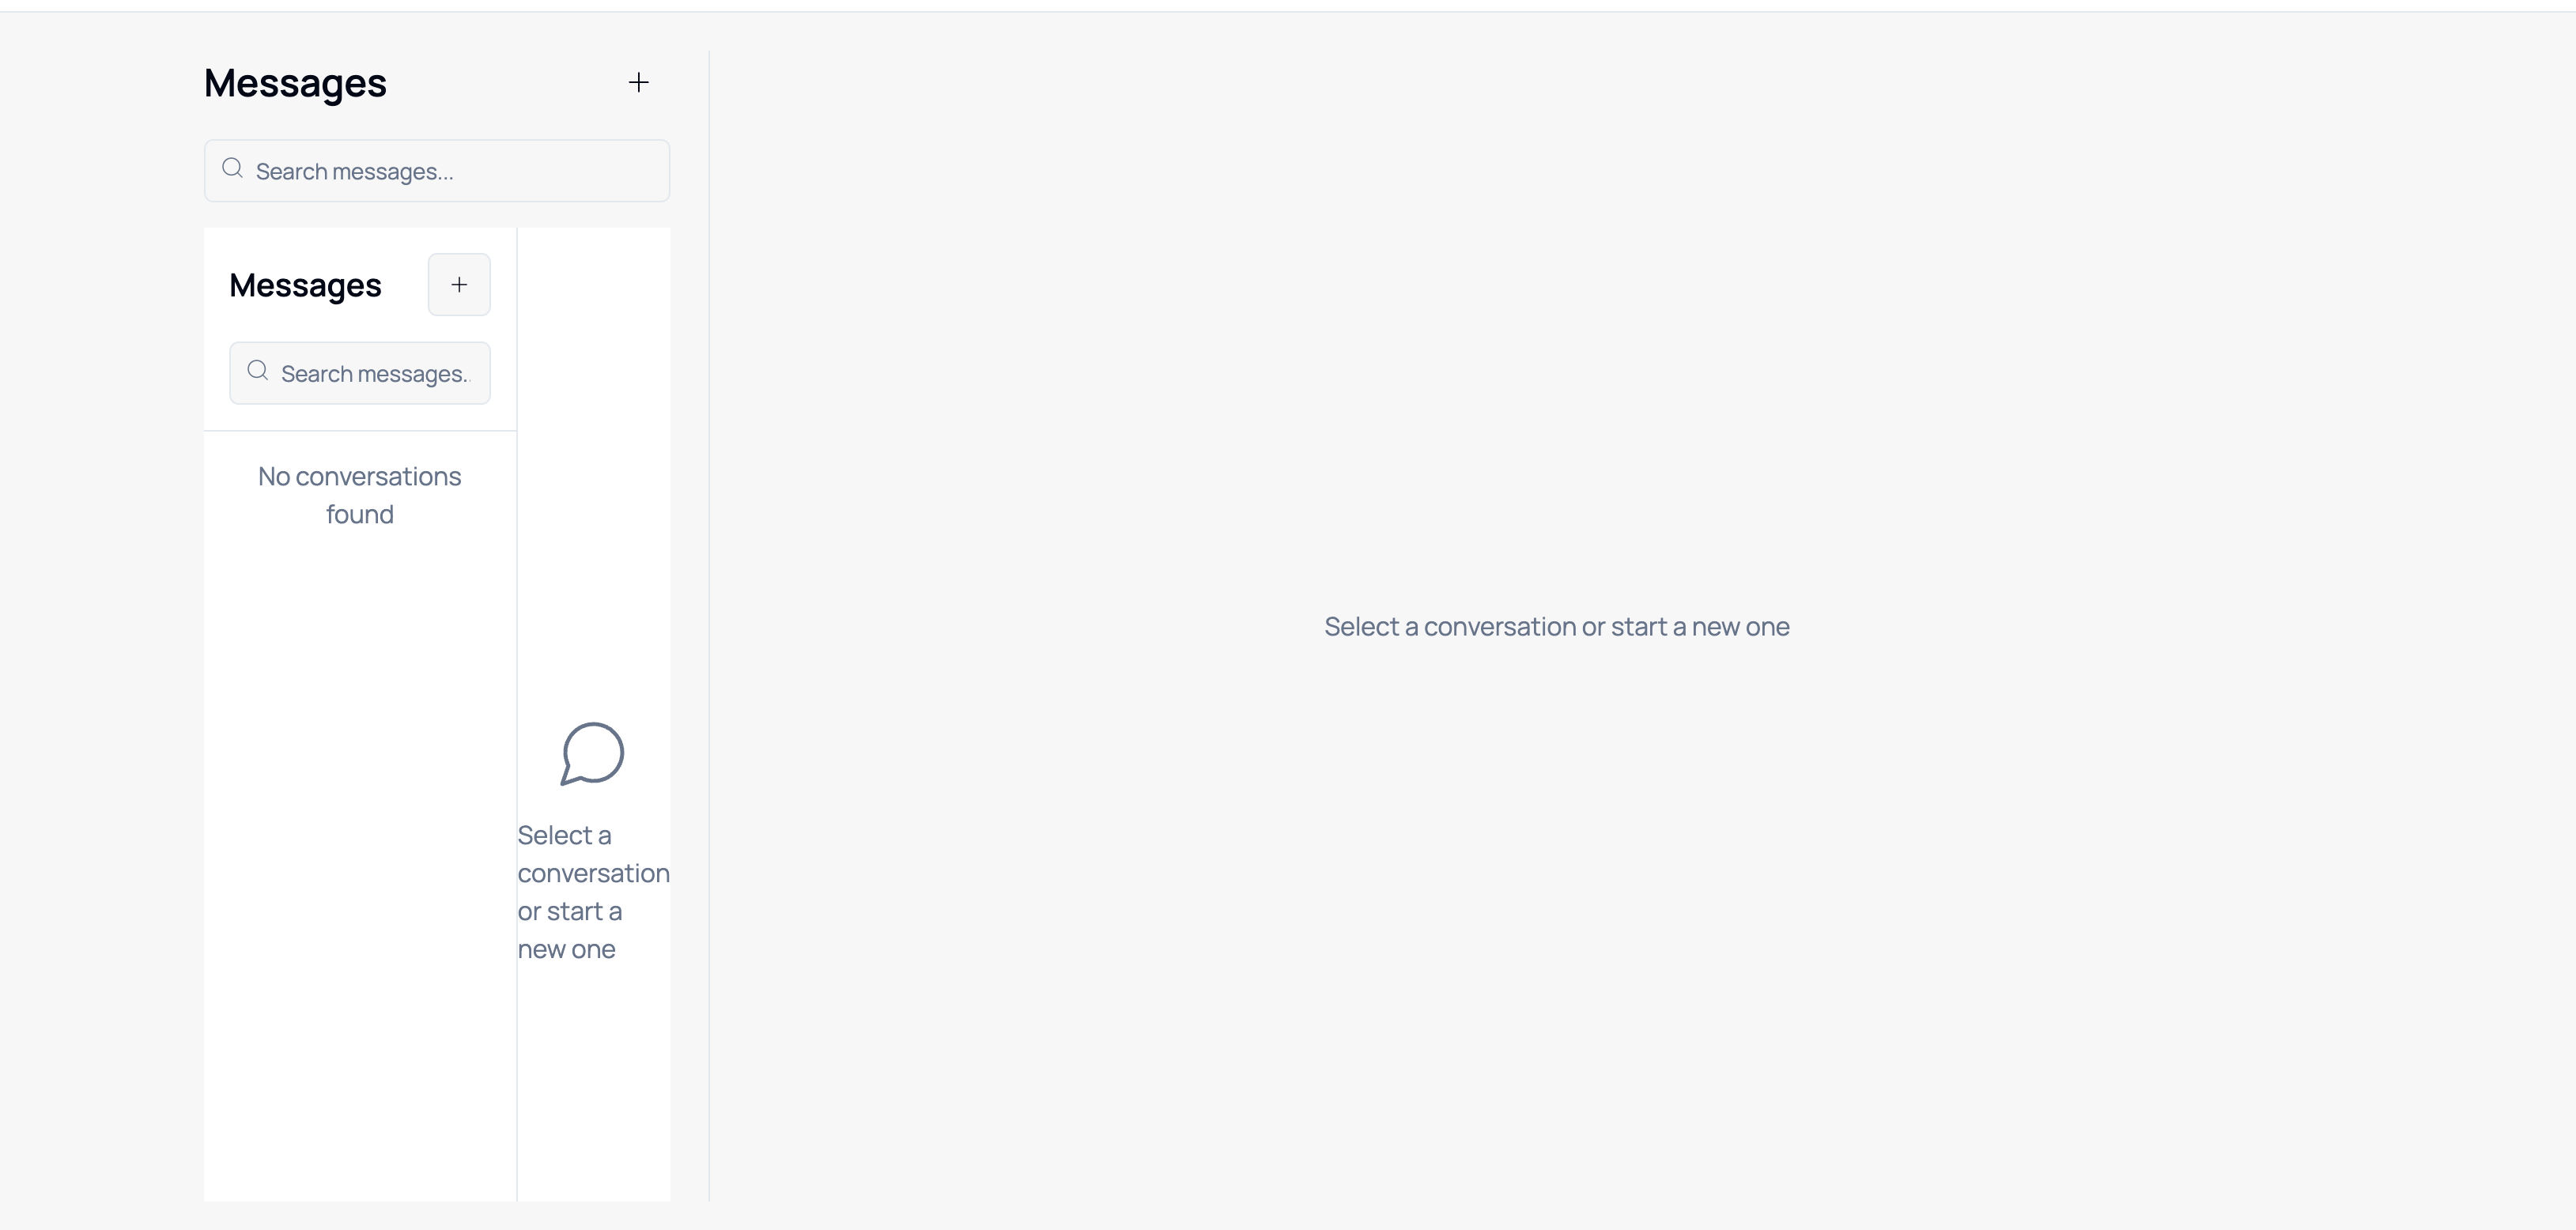 Messages
Search messages...
Messages
Search messages.
No conversations
found
Select a
conversation
or start a
new one
Select a conversation or start a new one